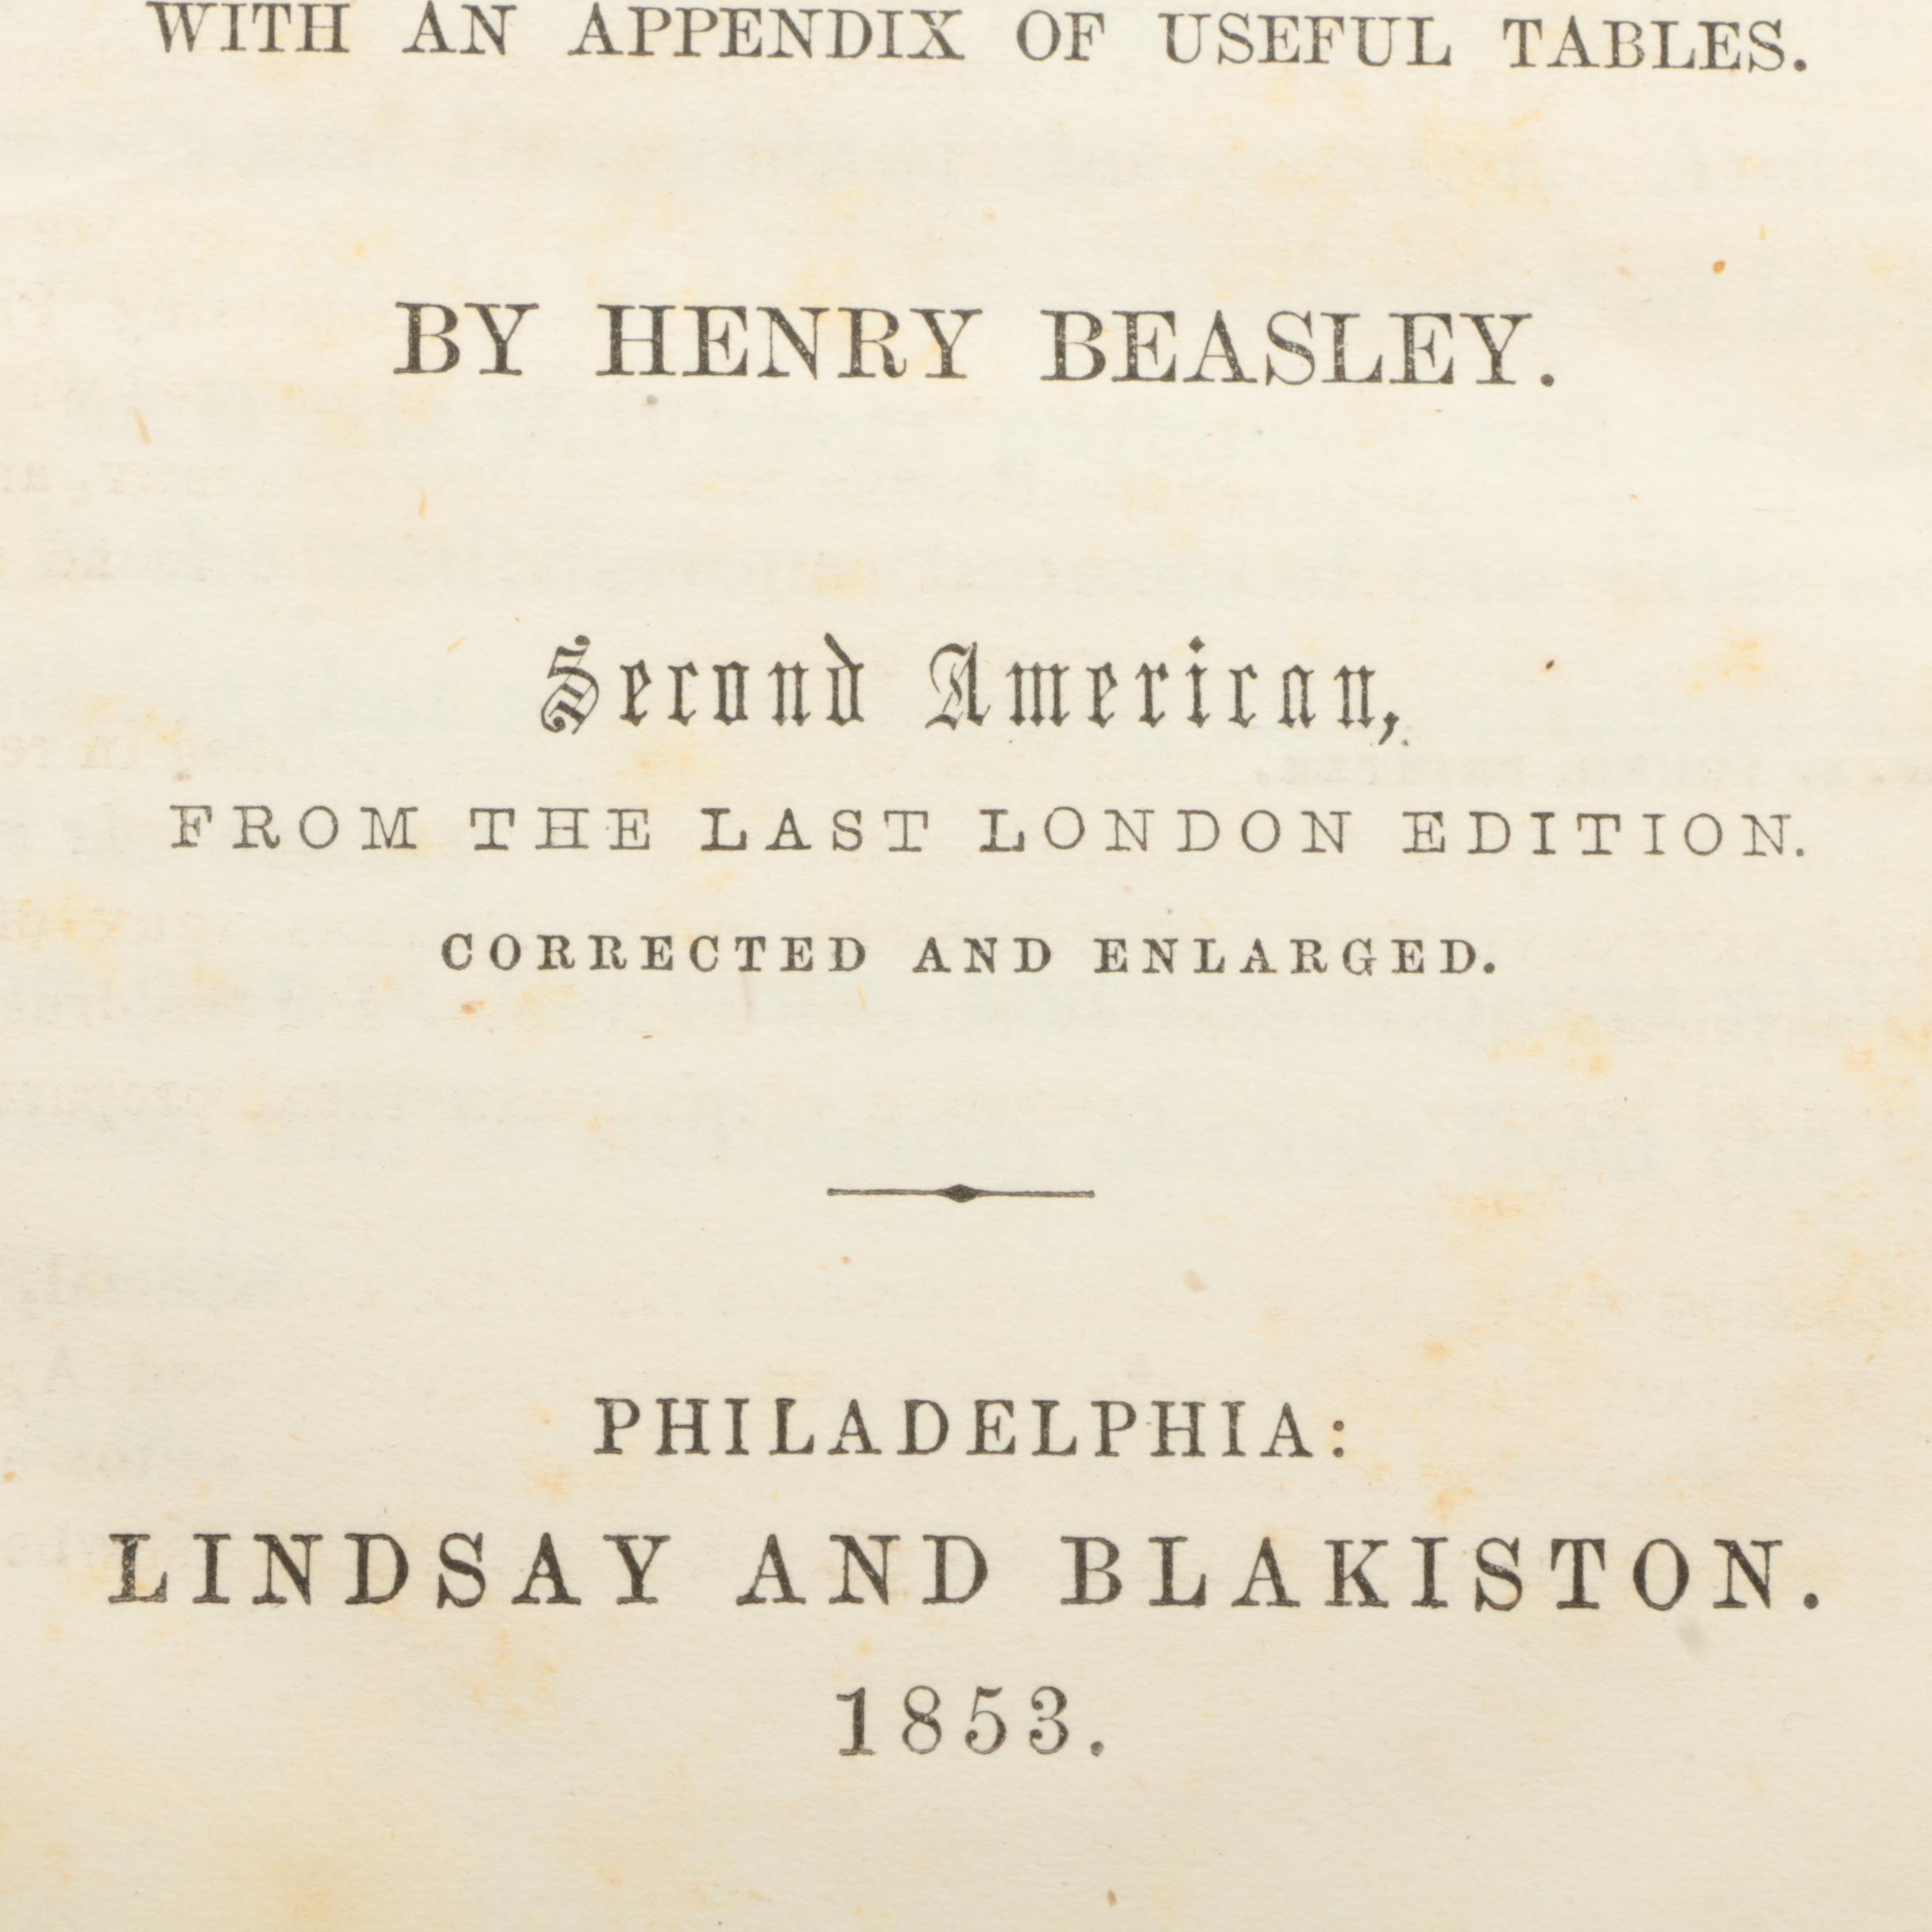 WITH AN APPENDIX OF USEFUL TABLES.
BY HENRY BEASLEY.
Second American,
FROM THE LAST LONDON EDITION.
CORRECTED AND ENLARGED.
PHILADELPHIA:
LINDSAY AND BLAKISTON.
1853.